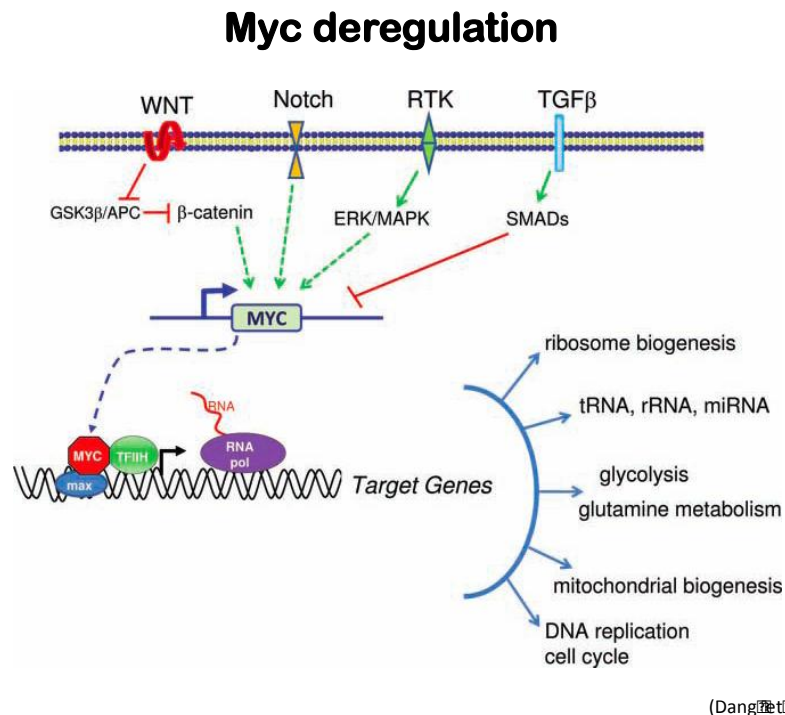 Myc deregulation
WNT
Notch
RTK
TGFβ
GSK3β/APC
β-catenin
ERK/MAPK
SMADs
MYC
ribosome biogenesis
tRNA, rRNA, miRNA
glycolysis
glutamine metabolism
mitochondrial biogenesis
DNA replication
cell cycle
RNA
MYC
TFIIH
RNA
pol
max
Target Genes
(Dang et